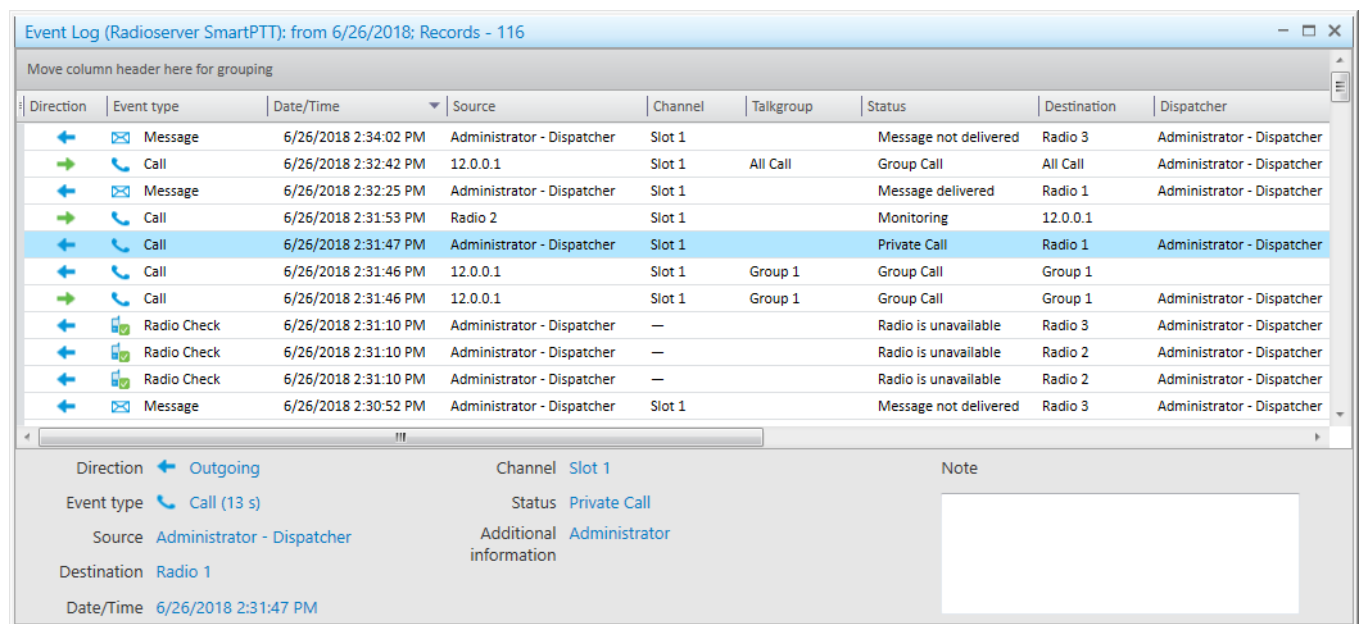 Event Log (Radioserver SmartPTT): from 6/26/2018; Records - 116
Move column header here for grouping
Direction Event type Date/Time Source Channel Talkgroup Status Destination Dispatcher
Message 6/26/2018 2:34:02 PM Administrator - Dispatcher Slot 1 Message not delivered Radio 3 Administrator - Dispatcher
Call 6/26/2018 2:32:42 PM 12.0.0.1 Slot 1 All Call Group Call All Call Administrator - Dispatcher
Message 6/26/2018 2:32:25 PM Administrator - Dispatcher Slot 1 Message delivered Radio 1 Administrator - Dispatcher
Call 6/26/2018 2:31:53 PM Radio 2 Slot 1 Monitoring 12.0.0.1
Call 6/26/2018 2:31:47 PM Administrator - Dispatcher Slot 1 Private Call Radio 1 Administrator - Dispatcher
Call 6/26/2018 2:31:46 PM 12.0.0.1 Slot 1 Group 1 Group Call Group 1
Call 6/26/2018 2:31:46 PM 12.0.0.1 Slot 1 Group 1 Group Call Group 1 Administrator - Dispatcher
Radio Check 6/26/2018 2:31:10 PM Administrator - Dispatcher — Radio is unavailable Radio 3 Administrator - Dispatcher
Radio Check 6/26/2018 2:31:10 PM Administrator - Dispatcher — Radio is unavailable Radio 2 Administrator - Dispatcher
Radio Check 6/26/2018 2:31:10 PM Administrator - Dispatcher — Radio is unavailable Radio 2 Administrator - Dispatcher
Message 6/26/2018 2:30:52 PM Administrator - Dispatcher Slot 1 Message not delivered Radio 3 Administrator - Dispatcher
Direction Outgoing Channel Slot 1 Note
Event type Call (13 s) Status Private Call
Source Administrator - Dispatcher Additional Administrator
information
Destination Radio 1
Date/Time 6/26/2018 2:31:47 PM